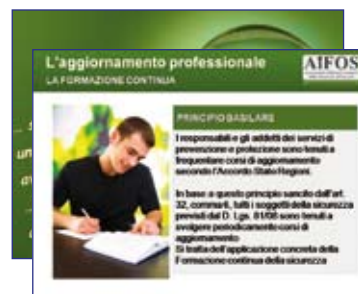 L'aggiornamento professionale
LA FORMAZIONE CONTINUA
AIFOS
PRINCIPIO BASILARE
I responsabili e gli addetti dei servizi di
prevenzione e protezione sono tenuti a
frequentare corsi di aggiornamento
secondo l'Accordo Stato Regioni.
In base a questo principio sancito dall'art.
32, comma 6, tutti i soggetti della sicurezza
previsti dal D. Lgs. 81/08 sono tenuti a
svolgere periodicamente corsi di
aggiornamento
Si tratta dell'applicazione concreta della
Formazione continua della sicurezza